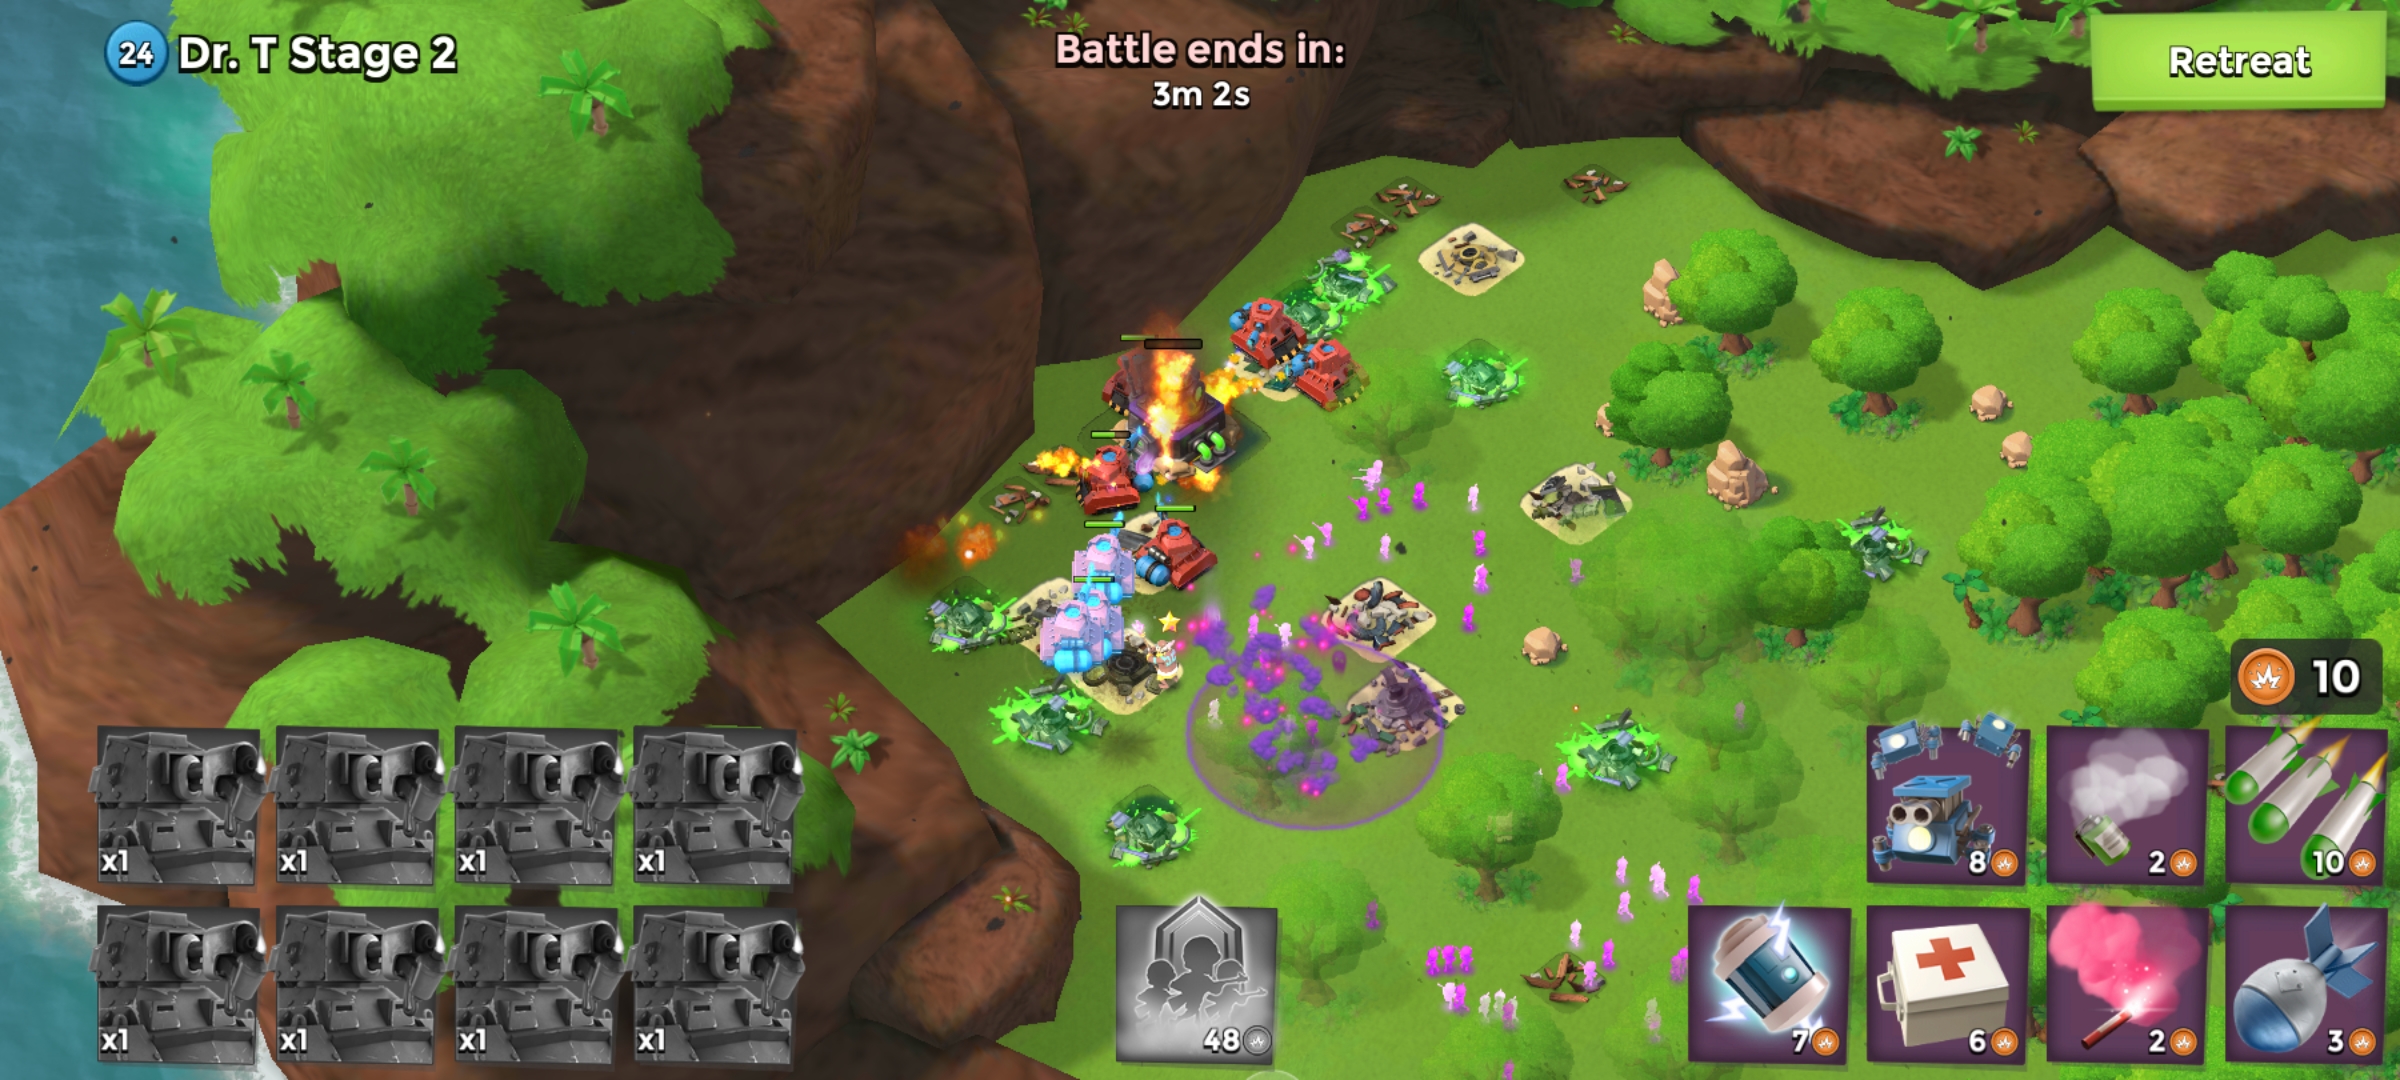 24 Dr. T Stage 2
Battle ends in:
3m 2s
Retreat
10
8
2
10
x1
x1
x1
x1
x1
x1
x1
x1
48
7
6
2
3